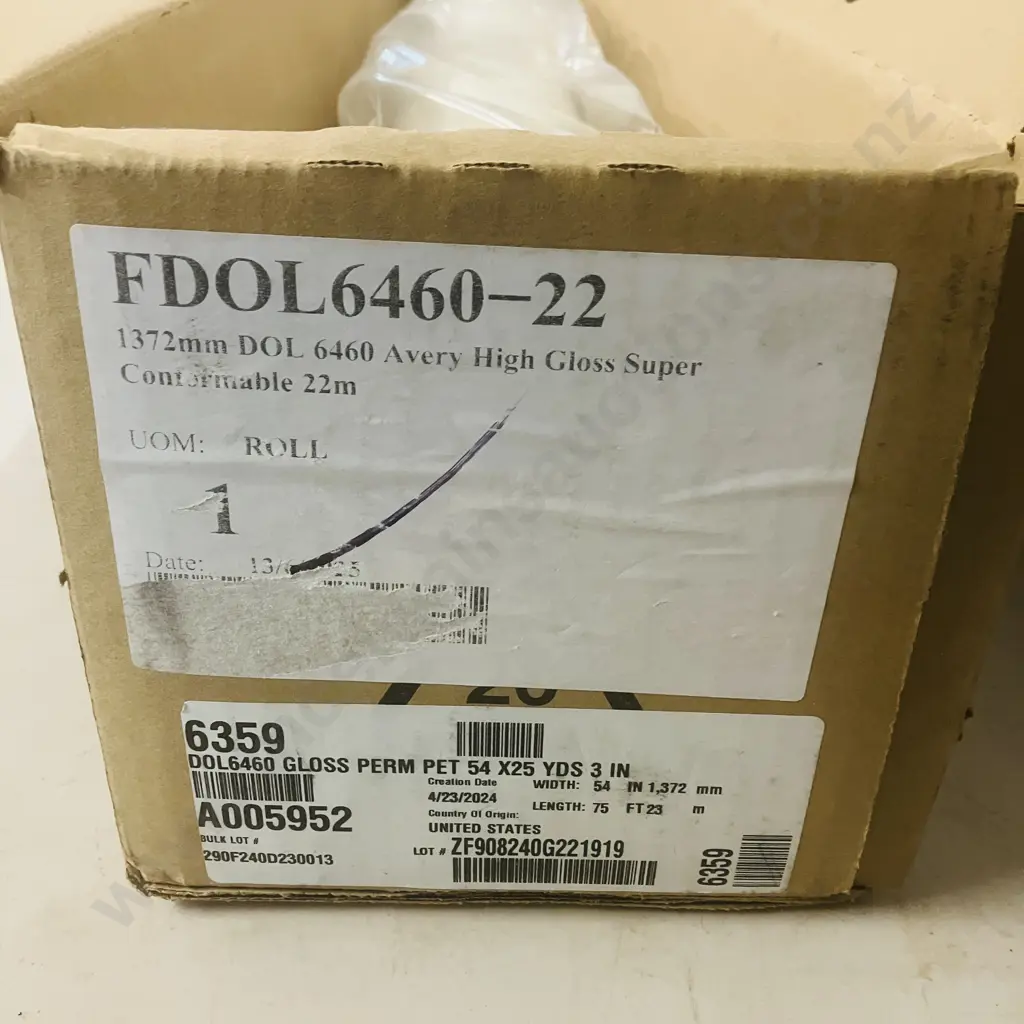 FDOL6460-22
1372mm DOL 6460 Avery High Gloss Super
Conformable 22m
UOM: ROLL
1
Date:
20
6359
DOL6460 GLOSS PERM PET 54 X25 YDS 3 IN
Creation Date
4/23/2024
WIDTH: 54 IN 1,372 mm
LENGTH: 75 FT 23 m
A005952
Country Of Origin:
UNITED STATES
BULK LOT #
290F240D230013
LOT # ZF908240G221919
6359